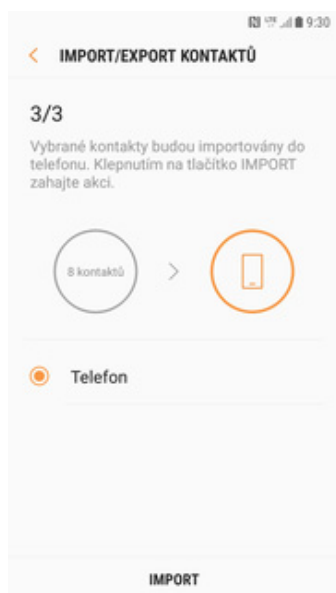 LTE 9:30
IMPORT/EXPORT KONTAKTŮ
3/3
Vybrané kontakty budou importovány do
telefonu. Klepnutím na tlačítko IMPORT
zahajte akci.
8 kontaktů
Telefon
IMPORT